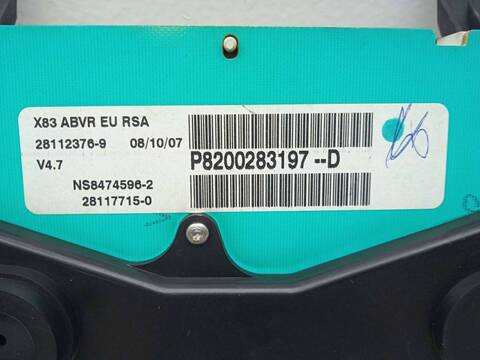 X83 ABVR EU RSA
28112376-9 08/10/07
V4.7
P8200283197 --D
NS8474596-2
28117715-0